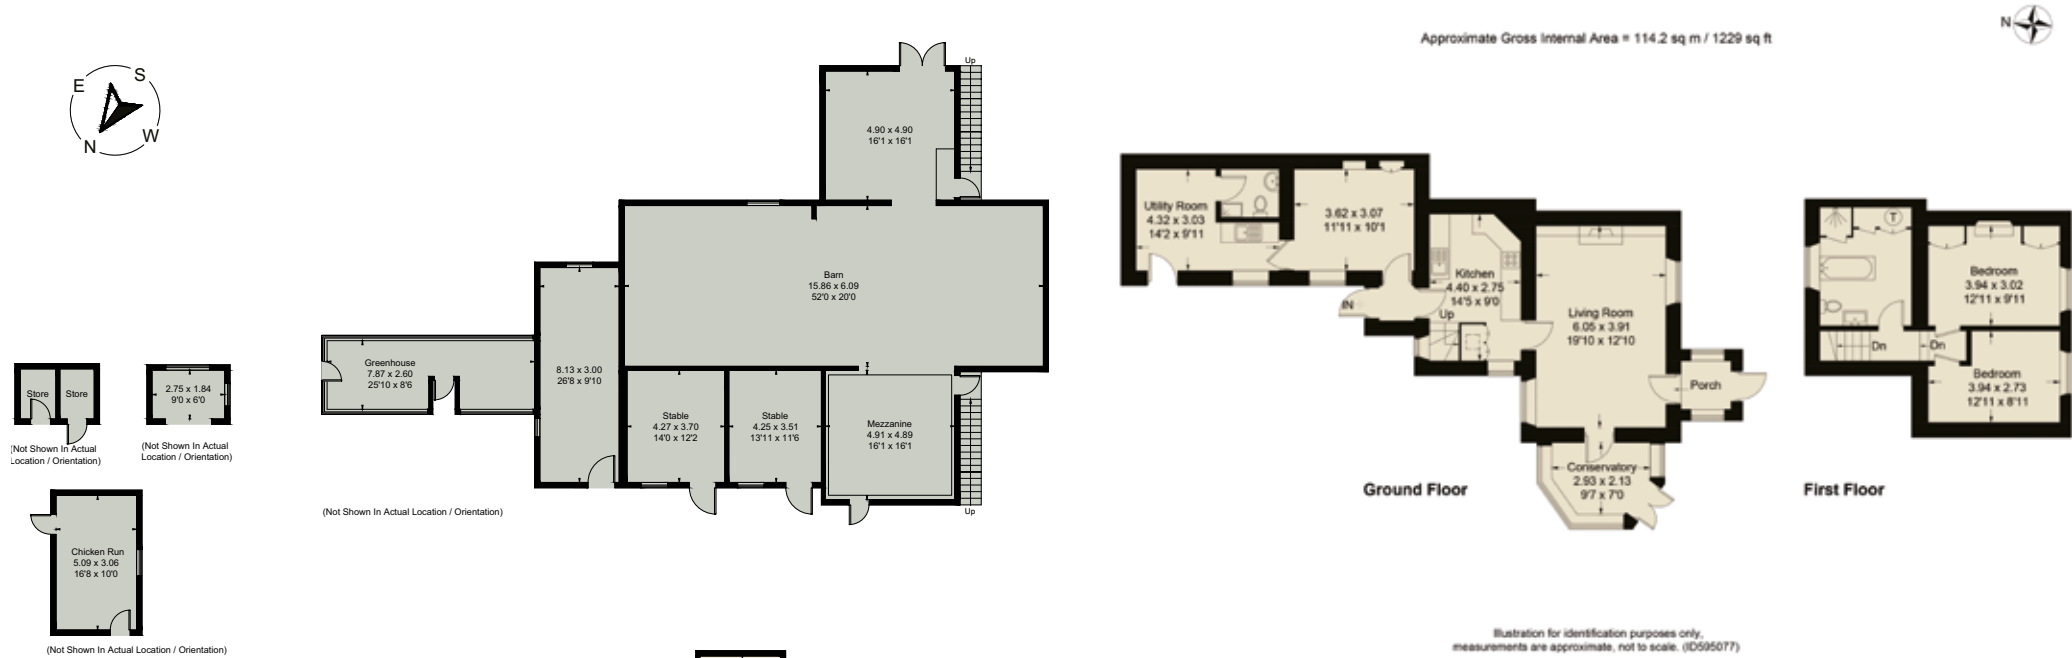 E
S
N
W
Up
4.90 x 4.90
16'1 x 16'1
Barn
15.86 x 6.09
52'0 x 20'0
Greenhouse
7.87 x 2.60
25'10 x 8'6
8.13 x 3.00
26'8 x 9'10
Stable
4.27 x 3.70
14'0 x 12'2
Stable
4.25 x 3.51
13'11 x 11'6
Mezzanine
4.91 x 4.89
16'1 x 16'1
Up
(Not Shown In Actual Location / Orientation)
Store
Store
(Not Shown In Actual
Location / Orientation)
2.75 x 1.84
9'0 x 6'0
(Not Shown In Actual
Location / Orientation)
Chicken Run
5.09 x 3.06
16'8 x 10'0
(Not Shown In Actual Location / Orientation)
Approximate Gross Internal Area = 114.2 sq m / 1229 sq ft
N
Utility Room
4.32 x 3.03
14'2 x 9'11
3.62 x 3.07
11'11 x 10'1
IN
Kitchen
4.40 x 2.75
14'5 x 9'0
Up
Living Room
6.05 x 3.91
19'10 x 12'10
Porch
Conservatory
2.93 x 2.13
9'7 x 7'0
Ground Floor
T
Bedroom
3.94 x 3.02
12'11 x 9'11
Dn
Dn
Bedroom
3.94 x 2.73
12'11 x 8'11
First Floor
Illustration for identification purposes only,
measurements are approximate, not to scale. (ID595077)